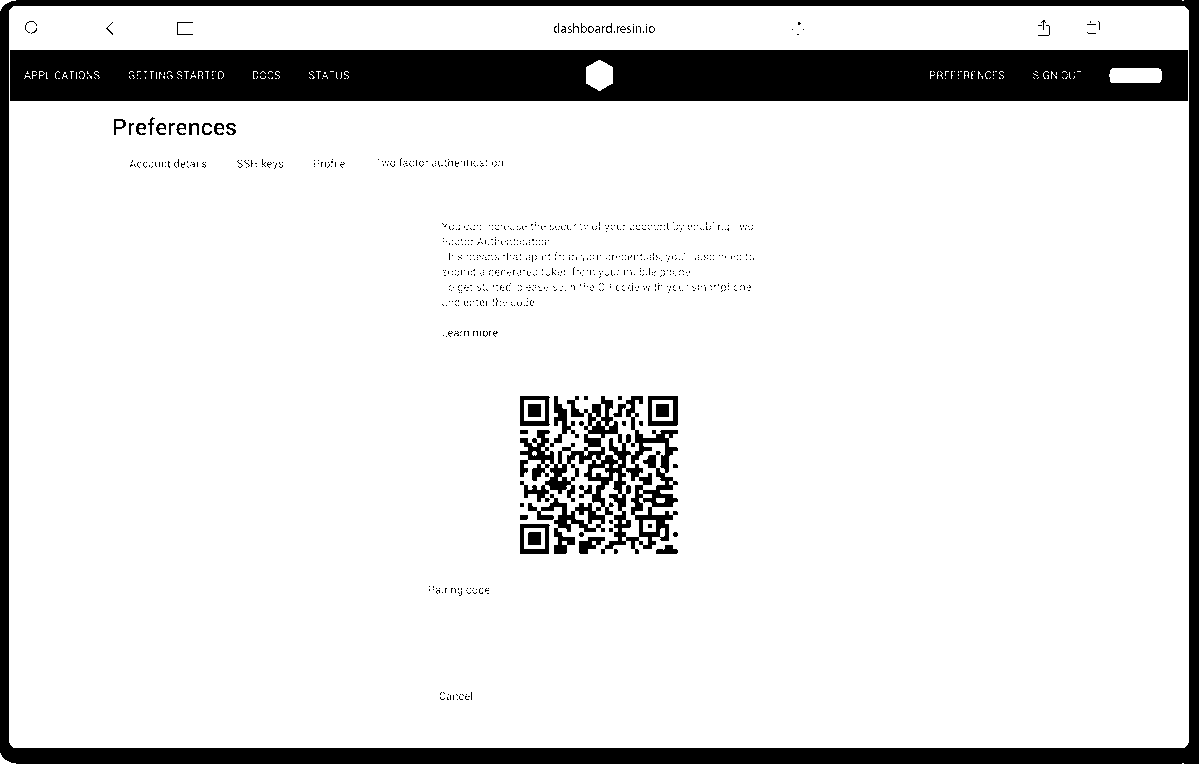 dashboard.resin.io
APPLICATIONS GETTING STARTED DOCS STATUS PREFERENCES SIGN OUT
Preferences
Account details SSH keys Profile Two factor authentication
You can increase the security of your account by enabling Two
Factor Authentication.
This means that apart from your credentials, you'll also need to
submit a generated token from your mobile phone.
To get started please scan the QR code with your smartphone
and enter the code
Learn more
Pairing code
Cancel